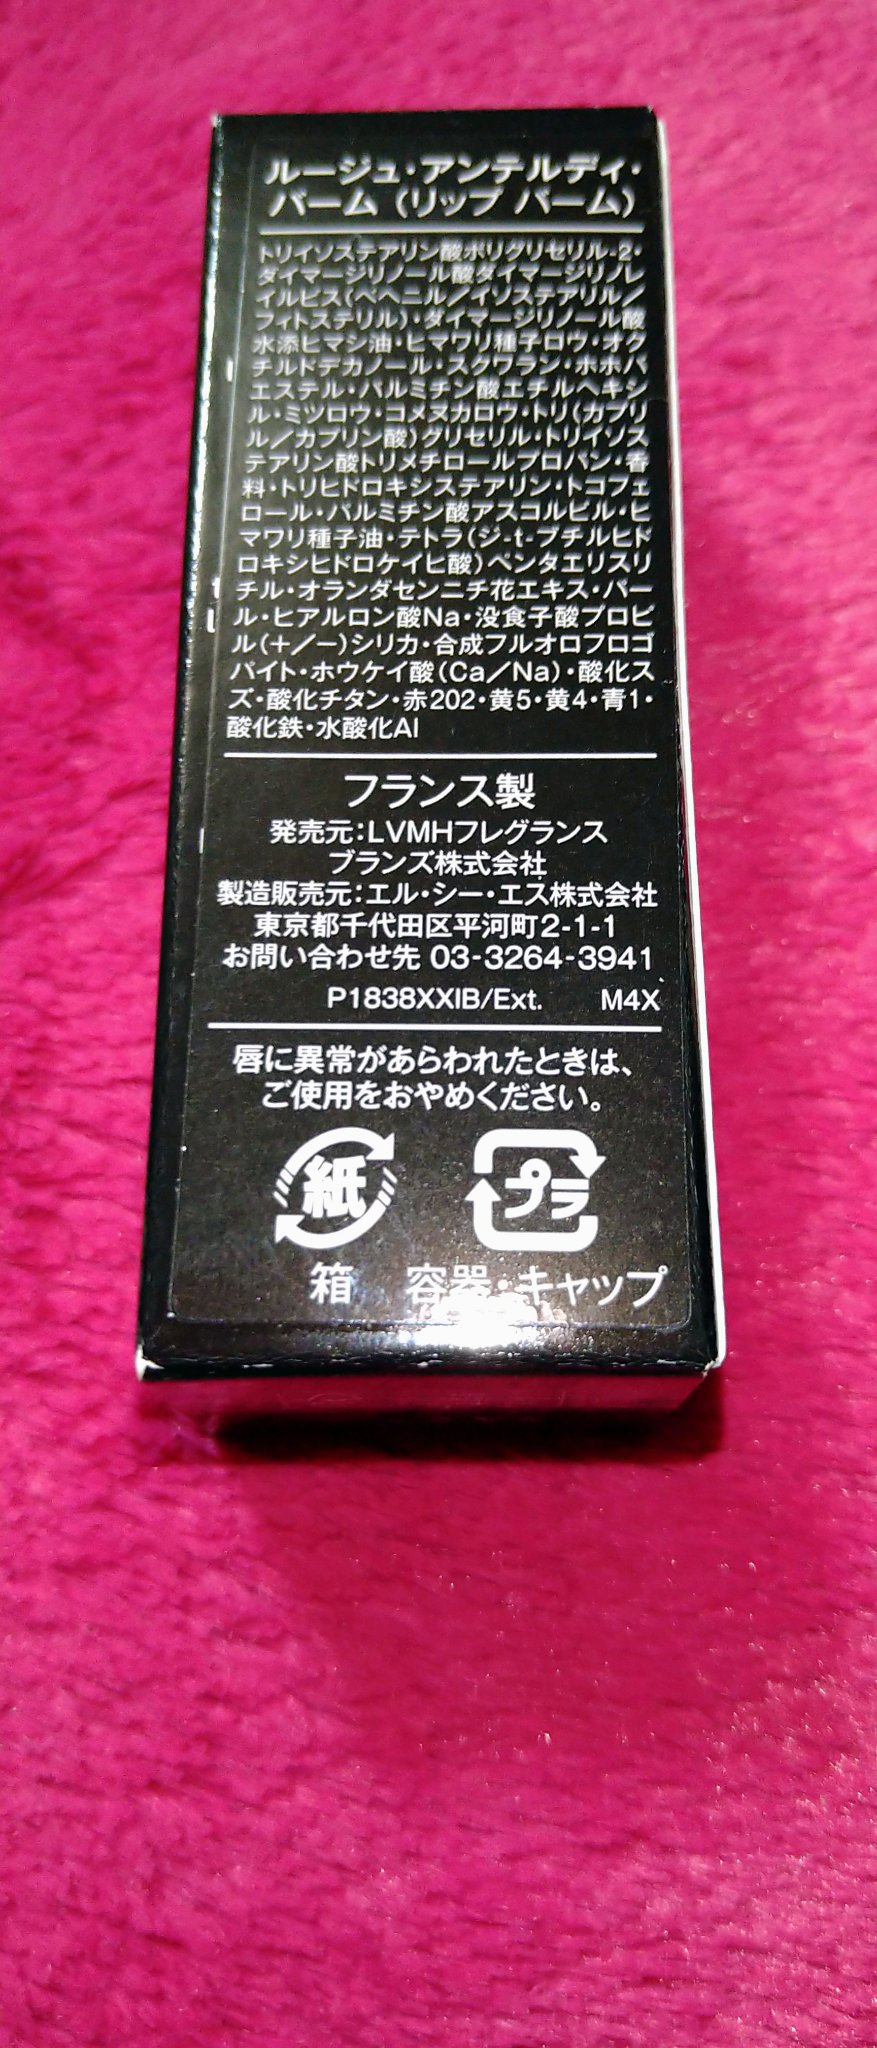 ルージュ・アンテルディ・
バーム (リップ バーム)
トリイソステアリン酸ポリグリセリル-2・
ダイマージリノール酸ダイマージリノレ
イルビス(ベヘニル／イソステアリル／
フィトステリル)・ダイマージリノール酸
水添ヒマシ油・ヒマワリ種子ロウ・オク
チルドデカノール・スクワラン・ホホバ
エステル・パルミチン酸エチルヘキシ
ル・ミツロウ・コメヌカロウ・トリ(カプリ
ル／カプリン酸)グリセリル・トリイソス
テアリン酸トリメチロールプロパン・香
料・トリヒドロキシステアリン・トコフェ
ロール・パルミチン酸アスコルビル・ヒ
マワリ種子油・テトラ(ジ-t-ブチルヒド
ロキシヒドロケイヒ酸)ペンタエリスリ
チル・オランダセンニチ花エキス・パー
ル・ヒアルロン酸Na・没食子酸プロピ
ル(＋／－)シリカ・合成フルオロフロゴ
パイト・ホウケイ酸(Ca／Na)・酸化ス
ズ・酸化チタン・赤202・黄5・黄4・青1・
酸化鉄・水酸化Al
フランス製
発売元：LVMHフレグランス
ブランズ株式会社
製造販売元：エル・シー・エス株式会社
東京都千代田区平河町2-1-1
お問い合わせ先 03-3264-3941
P1838XXIB/Ext. M4X
唇に異常があらわれたときは、
ご使用をおやめください。
紙 プラ
箱 容器・キャップ